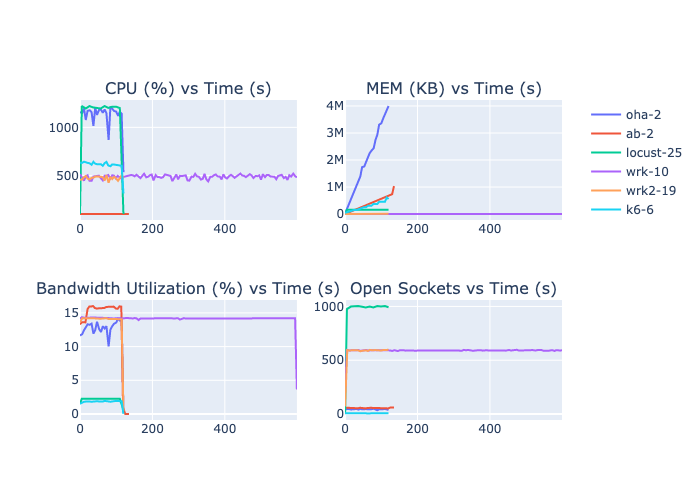 CPU (%) vs Time (s)
MEM (KB) vs Time (s)
1000
500
0
200
400
4M
3M
2M
1M
0
0
200
400
oha-2
ab-2
locust-25
wrk-10
wrk2-19
k6-6
Bandwidth Utilization (%) vs Time (s)
Open Sockets vs Time (s)
15
10
5
0
0
200
400
1000
500
0
0
200
400